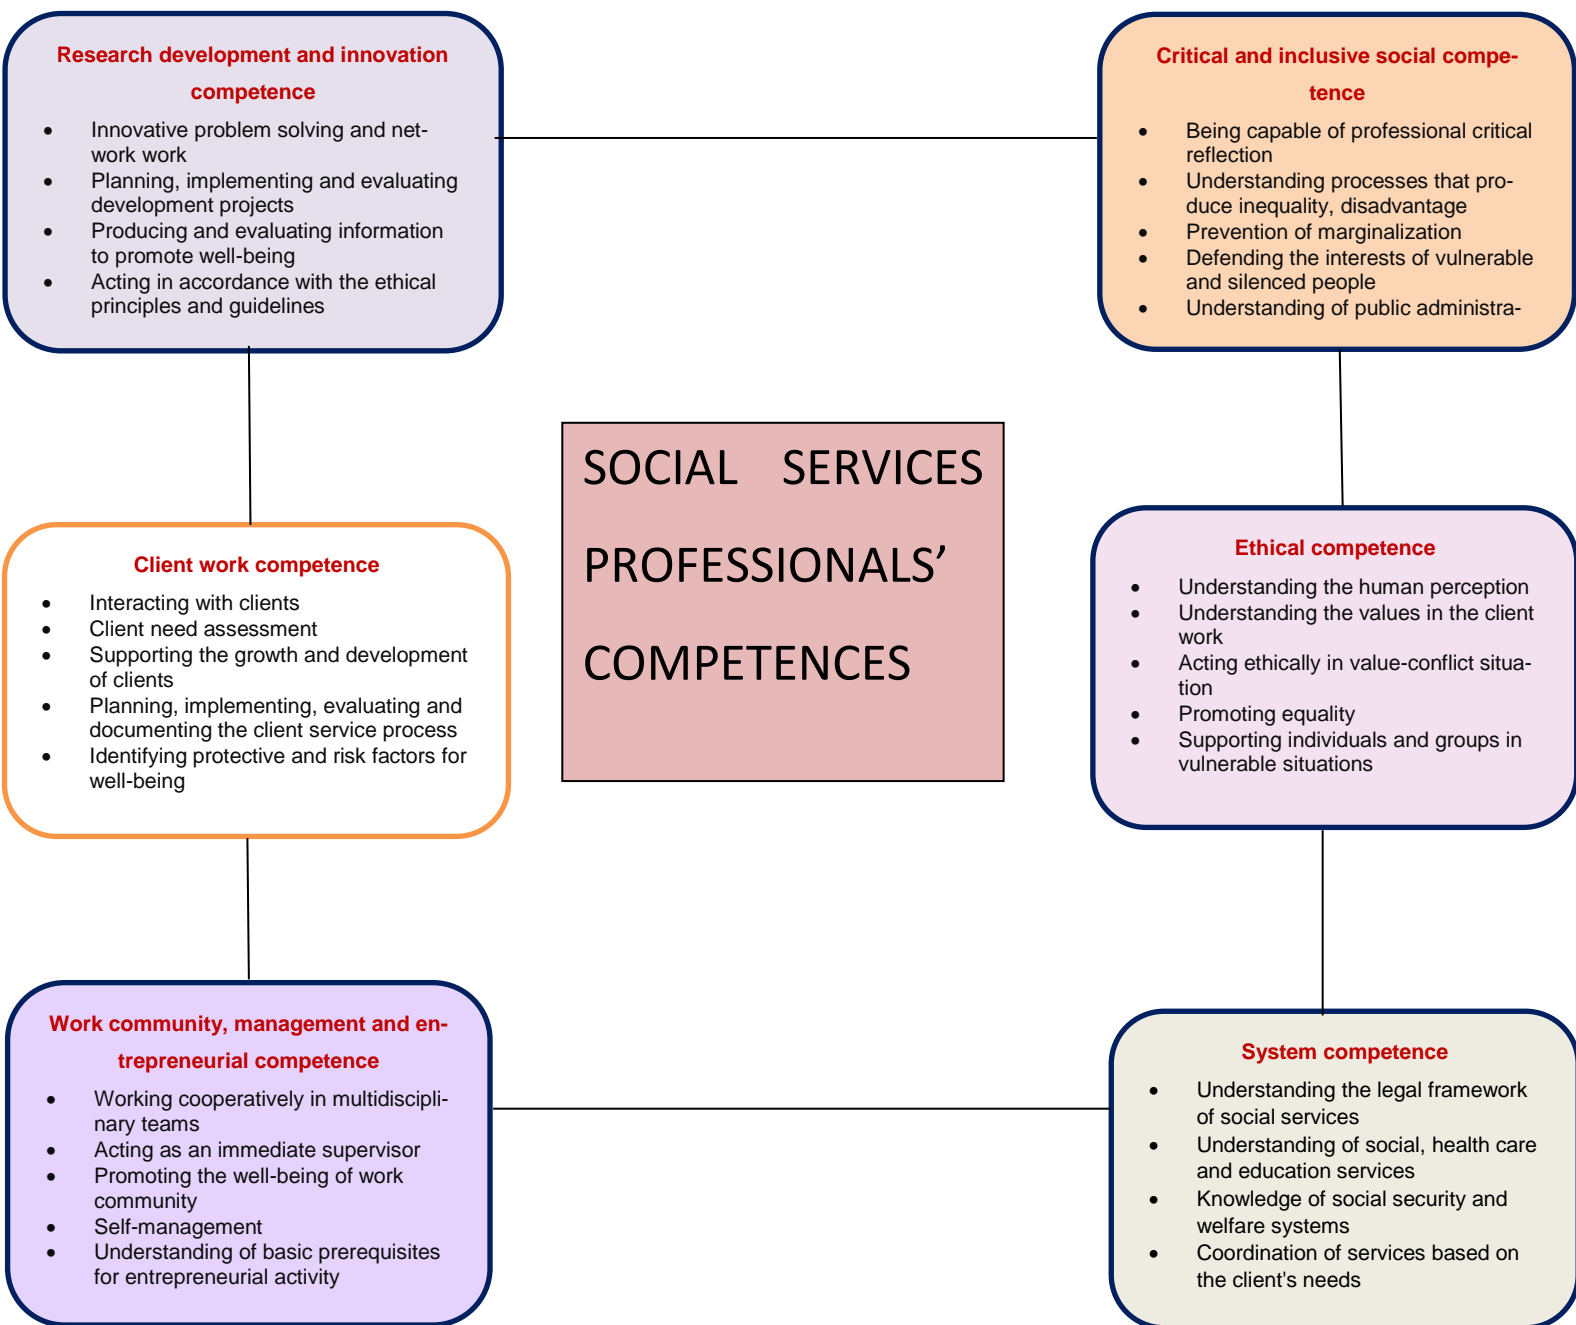 Research development and innovation
competence
• Innovative problem solving and net-
work work
• Planning, implementing and evaluating
development projects
• Producing and evaluating information
to promote well-being
• Acting in accordance with the ethical
principles and guidelines
Critical and inclusive social compe-
tence
• Being capable of professional critical
reflection
• Understanding processes that pro-
duce inequality, disadvantage
• Prevention of marginalization
• Defending the interests of vulnerable
and silenced people
• Understanding of public administra-
SOCIAL SERVICES
PROFESSIONALS’
COMPETENCES
Client work competence
• Interacting with clients
• Client need assessment
• Supporting the growth and development
of clients
• Planning, implementing, evaluating and
documenting the client service process
• Identifying protective and risk factors for
well-being
Ethical competence
• Understanding the human perception
• Understanding the values in the client
work
• Acting ethically in value-conflict situa-
tion
• Promoting equality
• Supporting individuals and groups in
vulnerable situations
Work community, management and en-
trepreneurial competence
• Working cooperatively in multidiscipli-
nary teams
• Acting as an immediate supervisor
• Promoting the well-being of work
community
• Self-management
• Understanding of basic prerequisites
for entrepreneurial activity
System competence
• Understanding the legal framework
of social services
• Understanding of social, health care
and education services
• Knowledge of social security and
welfare systems
• Coordination of services based on
the client's needs